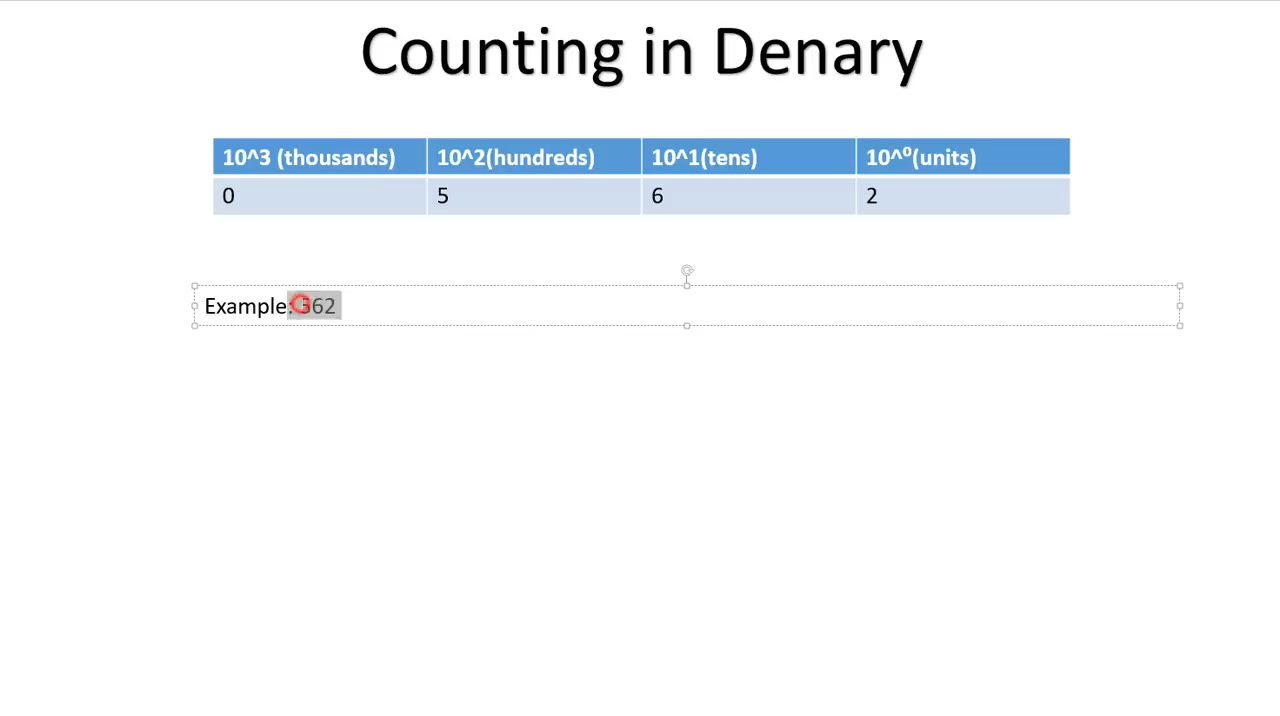 Counting in Denary
10^3 (thousands) 10^2(hundreds) 10^1(tens) 10^⁰(units)
0 5 6 2
Example: 562